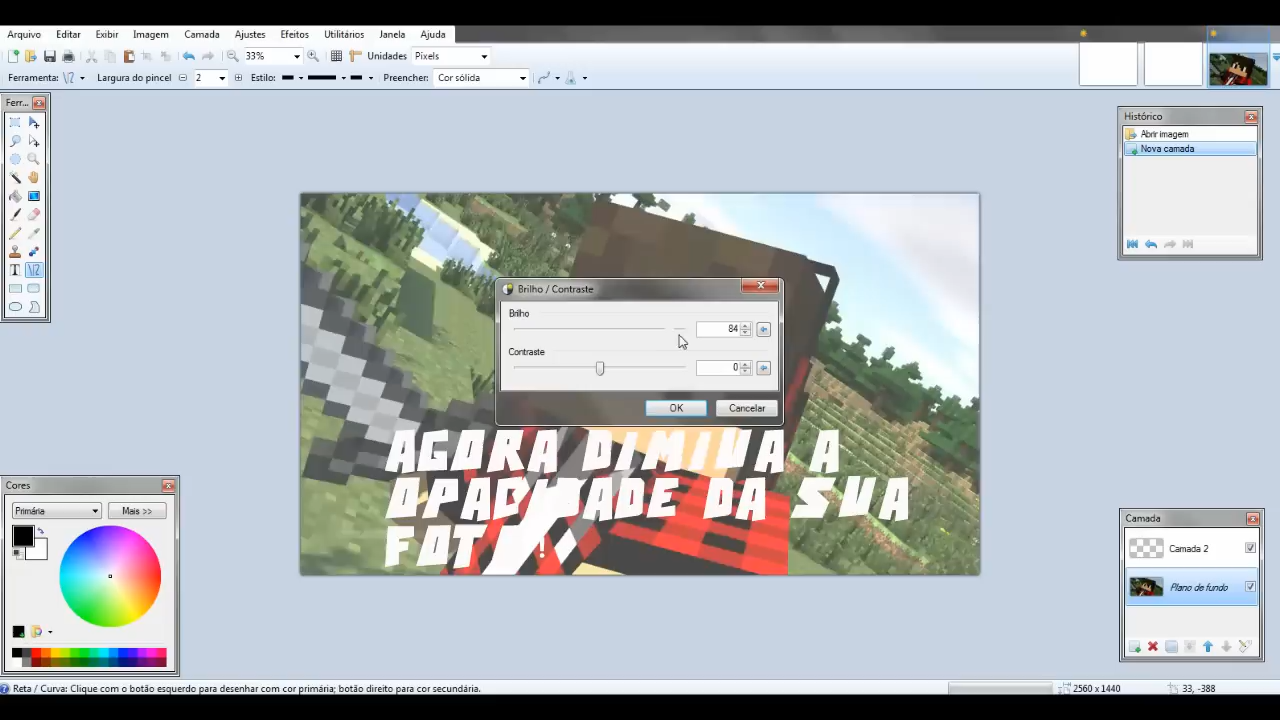 Arquivo Editar Exibir Imagem Camada Ajustes Efeitos Utilitários Janela Ajuda
33% Unidades Pixels
Ferramenta: Largura do pincel 2 Estilo: Preencher: Cor sólida
Ferr...
Histórico
Abrir imagem
Nova camada
Brilho / Contraste
Brilho
84
Contraste
0
OK Cancelar
AGORA DIMIUA A
OPACIDADE DA SUA
Cores
Primária Mais >>
Camada
Camada 2
Plano de fundo
Reta / Curva: Clique com o botão esquerdo para desenhar com cor primária; botão direito para cor secundária.
2560 x 1440 33, -388